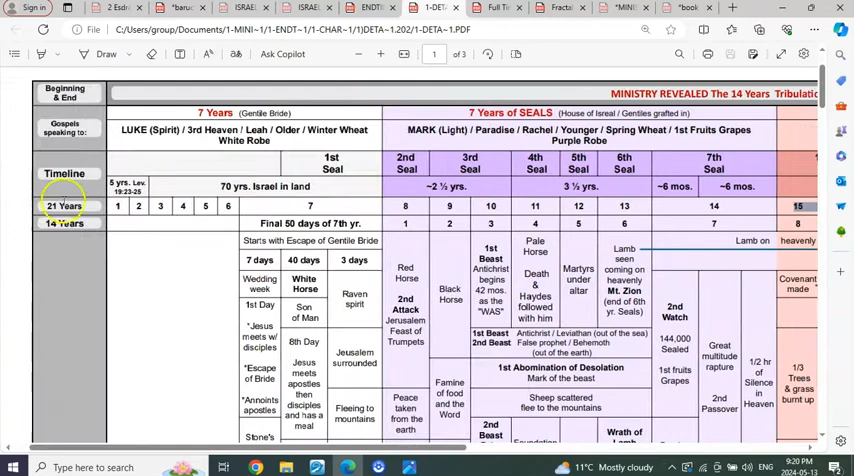 Sign in
2 Esdra
*baruc
ISRAEL
ISRAEL
ENDTIN
1-DETA
Full Tim
Fractal
*MINIS
*book
File
C:/Users/group/Documents/1-MINI~1/1-ENDT~1/1-CHAR~1/1)DETA~1.202/1-DETA~1.PDF
Draw
Ask Copilot
1
of 3
Beginning
& End
MINISTRY REVEALED The 14 Years Tribulatio
Gospels
speaking to:
7 Years (Gentile Bride)
LUKE (Spirit) / 3rd Heaven / Leah / Older / Winter Wheat
White Robe
7 Years of SEALS (House of Isreal / Gentiles grafted in)
MARK (Light) / Paradise / Rachel / Younger / Spring Wheat / 1st Fruits Grapes
Purple Robe
Timeline
1st
Seal
2nd
Seal
3rd
Seal
4th
Seal
5th
Seal
6th
Seal
7th
Seal
5 yrs. Lev.
19:23-25
70 yrs. Israel in land
~2 ½ yrs.
3 ½ yrs.
~6 mos.
~6 mos.
21 Years
1 2 3 4 5 6 7 8 9 10 11 12 13 14 15
14 Years
Final 50 days of 7th yr.
1 2 3 4 5 6 7 8
Starts with Escape of Gentile Bride
7 days
40 days
3 days
Wedding
week
1st Day
*Jesus
meets w/
disciples
*Escape
of Bride
*Annoints
apostles
Stone's
White
Horse
Son
of Man
8th Day
Jesus
meets
apostles
then
disciples
and has a
meal
Raven
spirit
Jeusalem
surrounded
Fleeing to
mountains
Red
Horse
2nd
Attack
Jerusalem
Feast of
Trumpets
Peace
taken
from the
earth
Black
Horse
Famine
of food
and the
Word
1st
Beast
Antichrist
begins
42 mos.
as the
"WAS"
Pale
Horse
Death
&
Haydes
followed
with him
Martyrs
under
altar
Lamb
seen
coming on
heavenly
Mt. Zion
(end of 6th
yr. Seals)
1st Beast Antichrist / Leviathan (out of the sea)
2nd Beast False prophet / Behemoth
(out of the earth)
1st Abomination of Desolation
Mark of the beast
Sheep scattered
flee to the mountains
2nd
Beast
Foundation
Wrath of
Lamb
Lamb on heavenly
2nd
Watch
144,000
Sealed
1st fruits
Grapes
Great
multitude
rapture
2nd
Passover
1/2 hr
of
Silence
in
Heaven
Covenant
made
1/3
Trees
& grass
burnt up
Type here to search
11°C Mostly cloudy
9:20 PM
2024-05-13